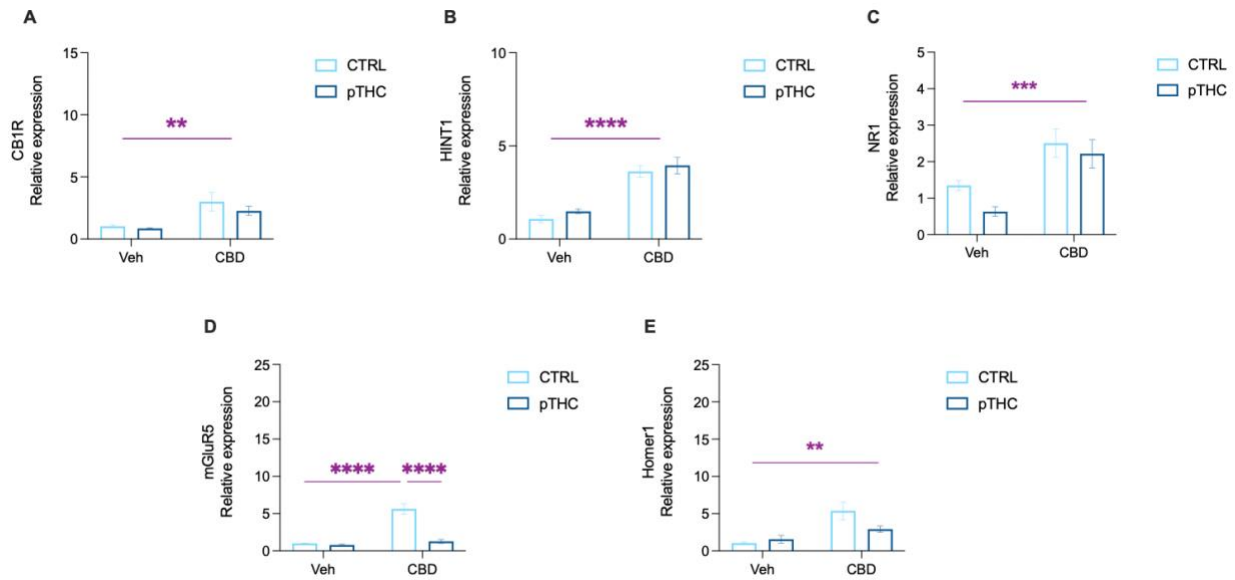 A
CB1R
Relative expression
15
10
5
0
**
Veh
CBD
CTRL
pTHC
B
HINT1
Relative expression
10
5
0
****
Veh
CBD
CTRL
pTHC
C
NR1
Relative expression
5
4
3
2
1
0
***
Veh
CBD
CTRL
pTHC
D
mGluR5
Relative expression
25
20
15
10
5
0
**** ****
Veh
CBD
CTRL
pTHC
E
Homer1
Relative expression
25
20
15
10
5
0
**
Veh
CBD
CTRL
pTHC